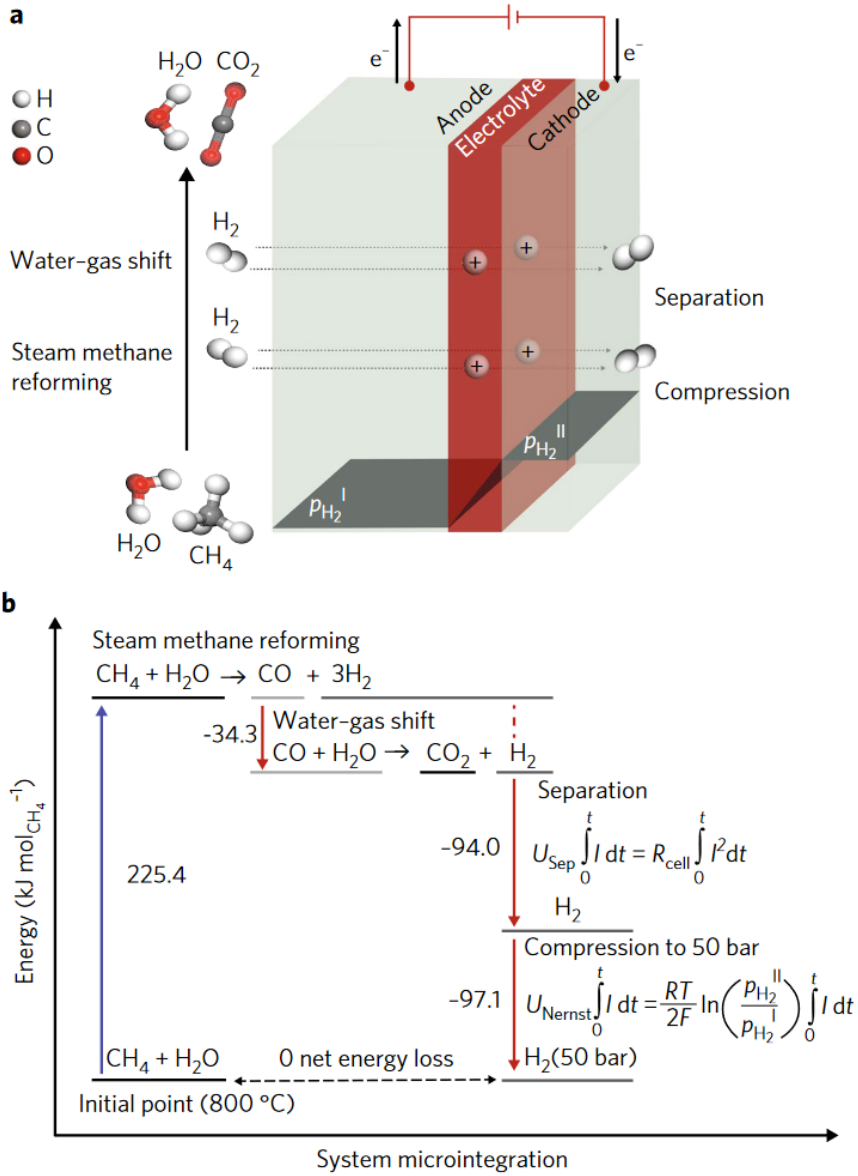 a
e⁻
e⁻
H₂O CO₂
H
C
O
Anode
Electrolyte
Cathode
H₂
Water–gas shift
+
+
Separation
H₂
Steam methane
reforming
+
+
Compression
p_H₂^I
p_H₂^II
H₂O
CH₄
b
Energy (kJ mol_CH₄⁻¹)
Steam methane reforming
CH₄ + H₂O → CO + 3H₂
-34.3
Water–gas shift
CO + H₂O → CO₂ + H₂
Separation
225.4
–94.0
U_Sep ∫₀ᵗ I dt = R_cell ∫₀ᵗ I² dt
H₂
Compression to 50 bar
–97.1
U_Nernst ∫₀ᵗ I dt = RT/2F ln(p_H₂^II / p_H₂^I) ∫₀ᵗ I dt
CH₄ + H₂O
0 net energy loss
H₂(50 bar)
Initial point (800 °C)
System microintegration